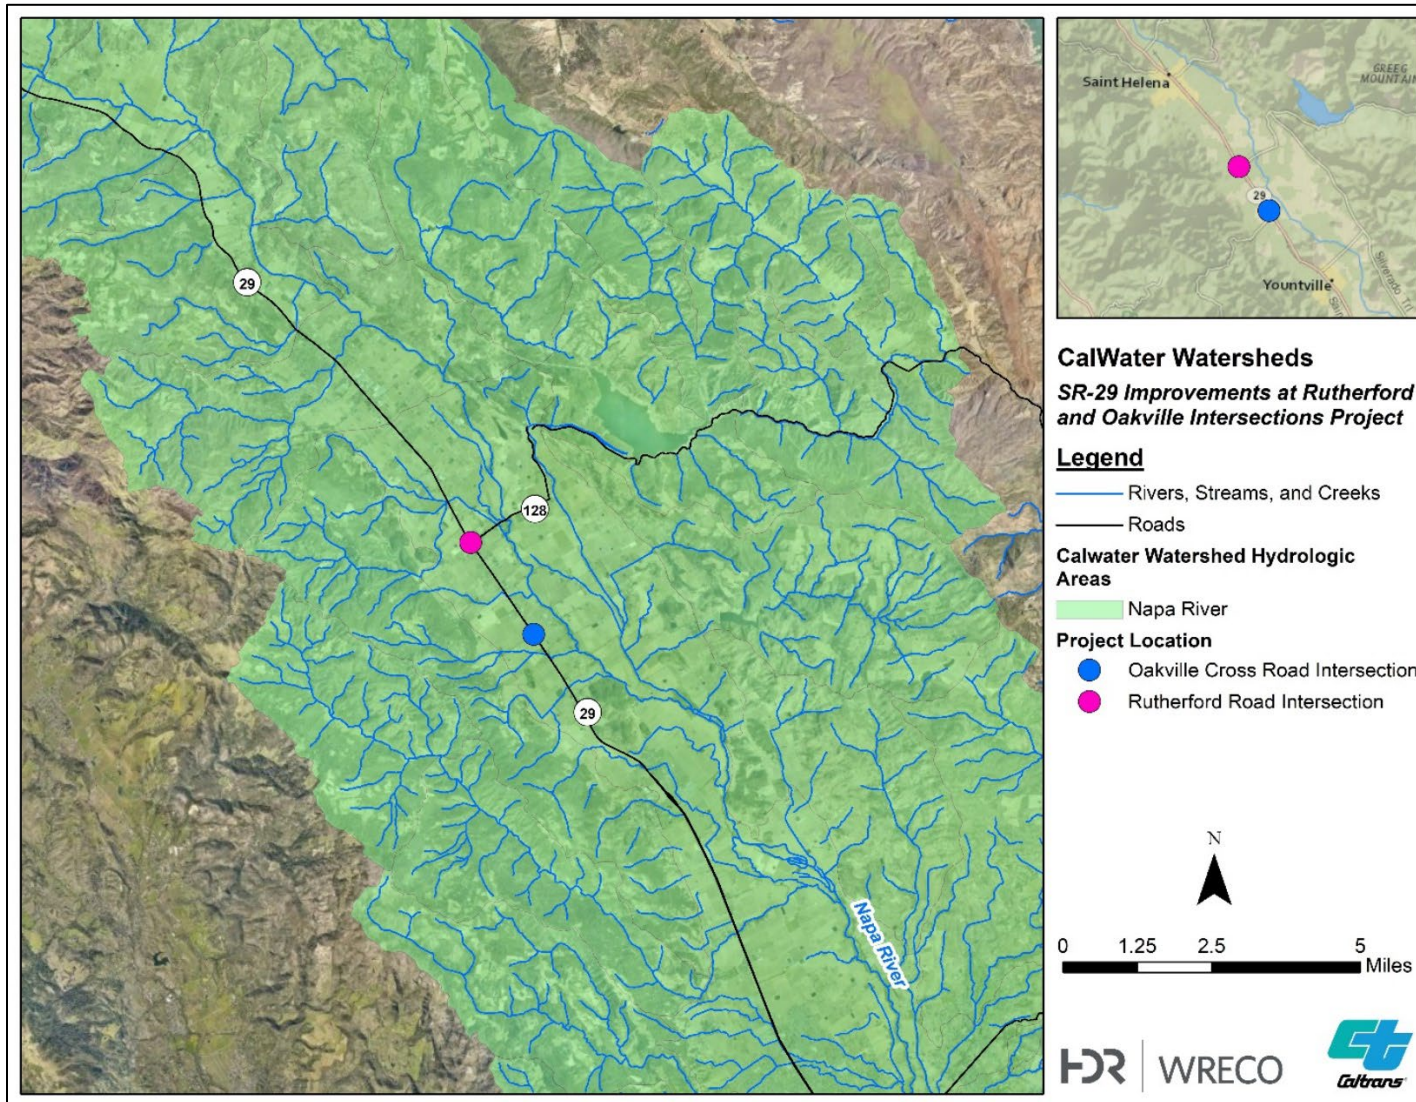 29
128
29
Napa River
Saint Helena
GREEG
MOUNTAIN
29
Yountville
Silverado Trl
CalWater Watersheds
SR-29 Improvements at Rutherford
and Oakville Intersections Project
Legend
Rivers, Streams, and Creeks
Roads
Calwater Watershed Hydrologic
Areas
Napa River
Project Location
Oakville Cross Road Intersection
Rutherford Road Intersection
N
0 1.25 2.5 5
Miles
HDR WRECO
Caltrans